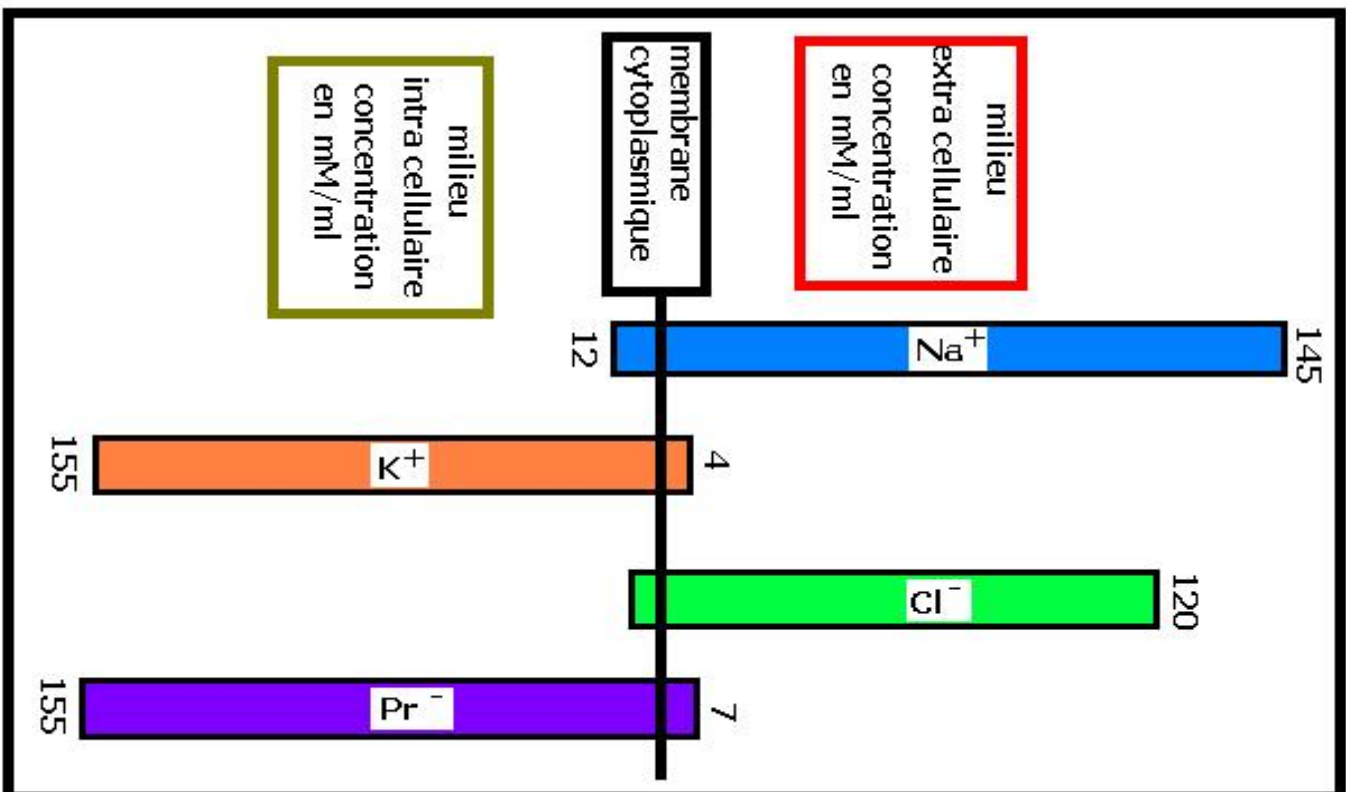 milieu
extra cellulaire
concentration
en mM/ml
membrane
cytoplasmique
milieu
intra cellulaire
concentration
en mM/ml
145
Na+
12
4
K+
155
120
Cl-
7
Pr-
155